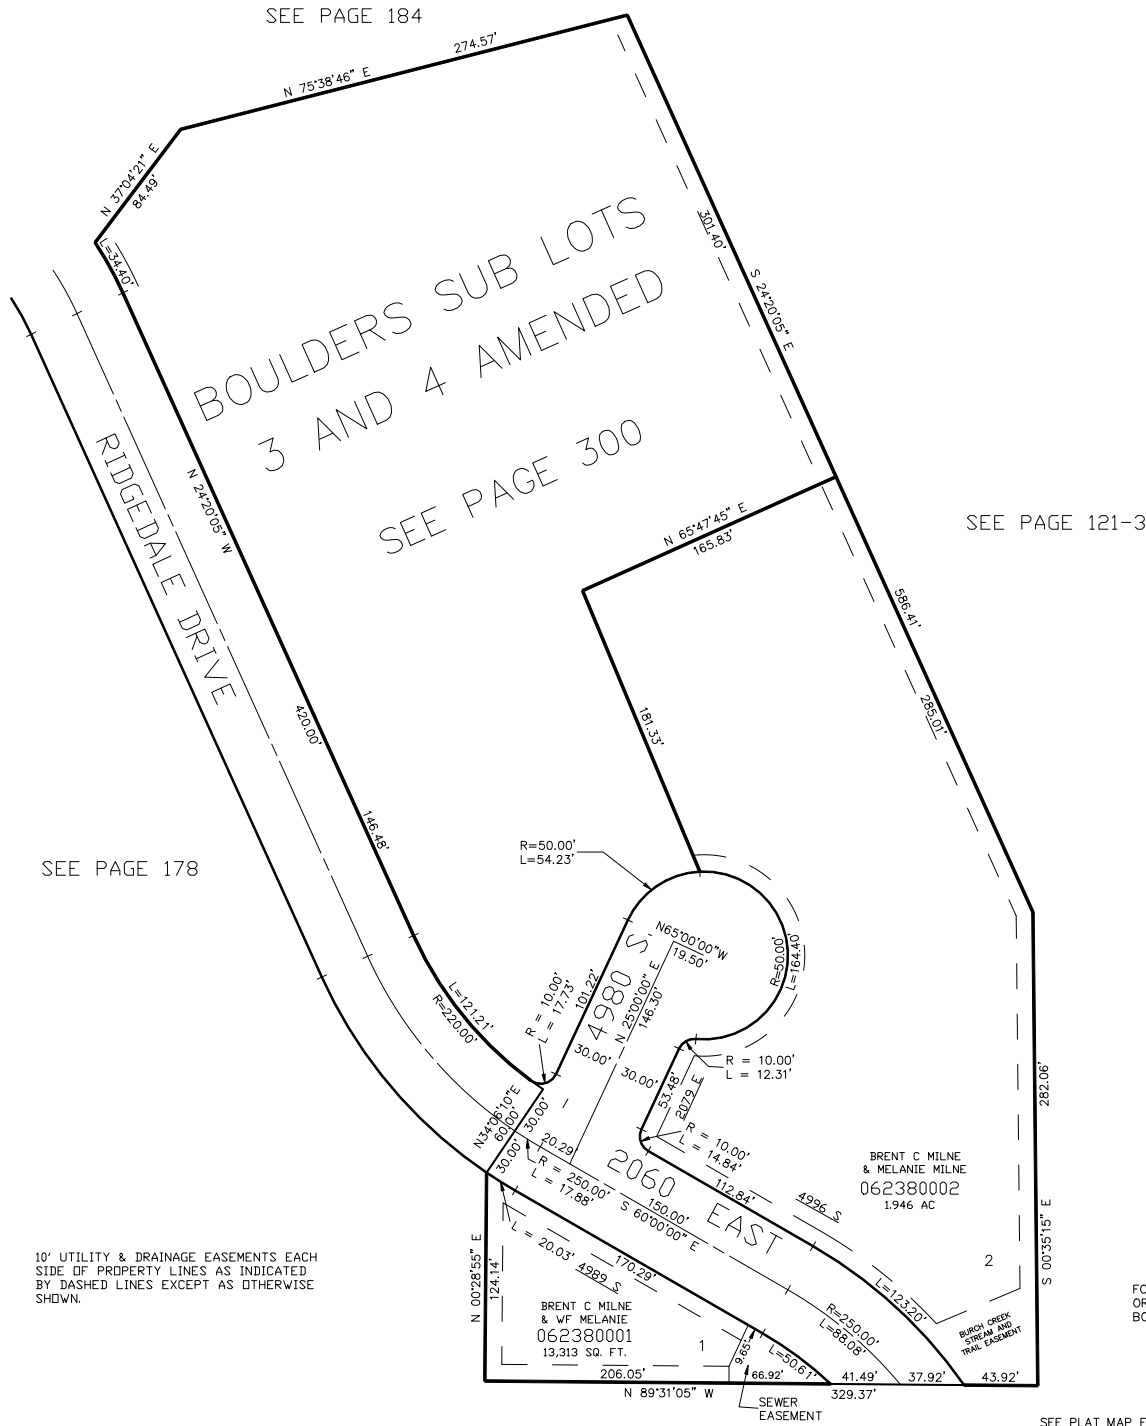 SEE PAGE 184
274.57'
N 75°38'46" E
N 37°04'21" E
84.49'
L=34.40'
BOULDERS SUB LOTS
3 AND 4 AMENDED
SEE PAGE 300
301.40'
S 24°20'05" E
RIDGEDALE DRIVE
N 24°20'05" W
N 65°47'45" E
165.83'
SEE PAGE 121-3
586.41'
285.01'
181.33'
420.00'
146.48'
SEE PAGE 178
R=50.00'
L=54.23'
N65°00'00"W
19.50'
R=50.00'
L=164.40'
4980 S.
N 25°00'00" E
146.30'
101.22'
R = 10.00'
L = 17.73'
L=121.21'
R=220.00'
30.00'
30.00'
R = 10.00'
L = 12.31'
53.48'
2079 E
282.06'
N34°06'10"E
60.00'
30.00'
30.00'
20.29'
R = 250.00'
L = 17.88'
R = 10.00'
L = 14.84'
112.84'
2060 EAST
150.00'
S 60°00'00" E
4996 S
BRENT C MILNE
& MELANIE MILNE
062380002
1.946 AC
S 00°35'15" E
2
L = 20.03'
170.29'
4989 S
N 00°28'55" E
124.14'
10' UTILITY & DRAINAGE EASEMENTS EACH
SIDE OF PROPERTY LINES AS INDICATED
BY DASHED LINES EXCEPT AS OTHERWISE
SHOWN.
BRENT C MILNE
& WF MELANIE
062380001
13,313 SQ. FT.
1
9.65'
L=50.61'
R=250.00'
L=88.08'
L=123.20'
BURCH CREEK
STREAM AND
TRAIL EASEMENT
FO
OR
BO
206.05'
66.92'
41.49'
37.92'
43.92'
N 89°31'05" W
329.37'
SEWER
EASEMENT
SEE PLAT MAP F